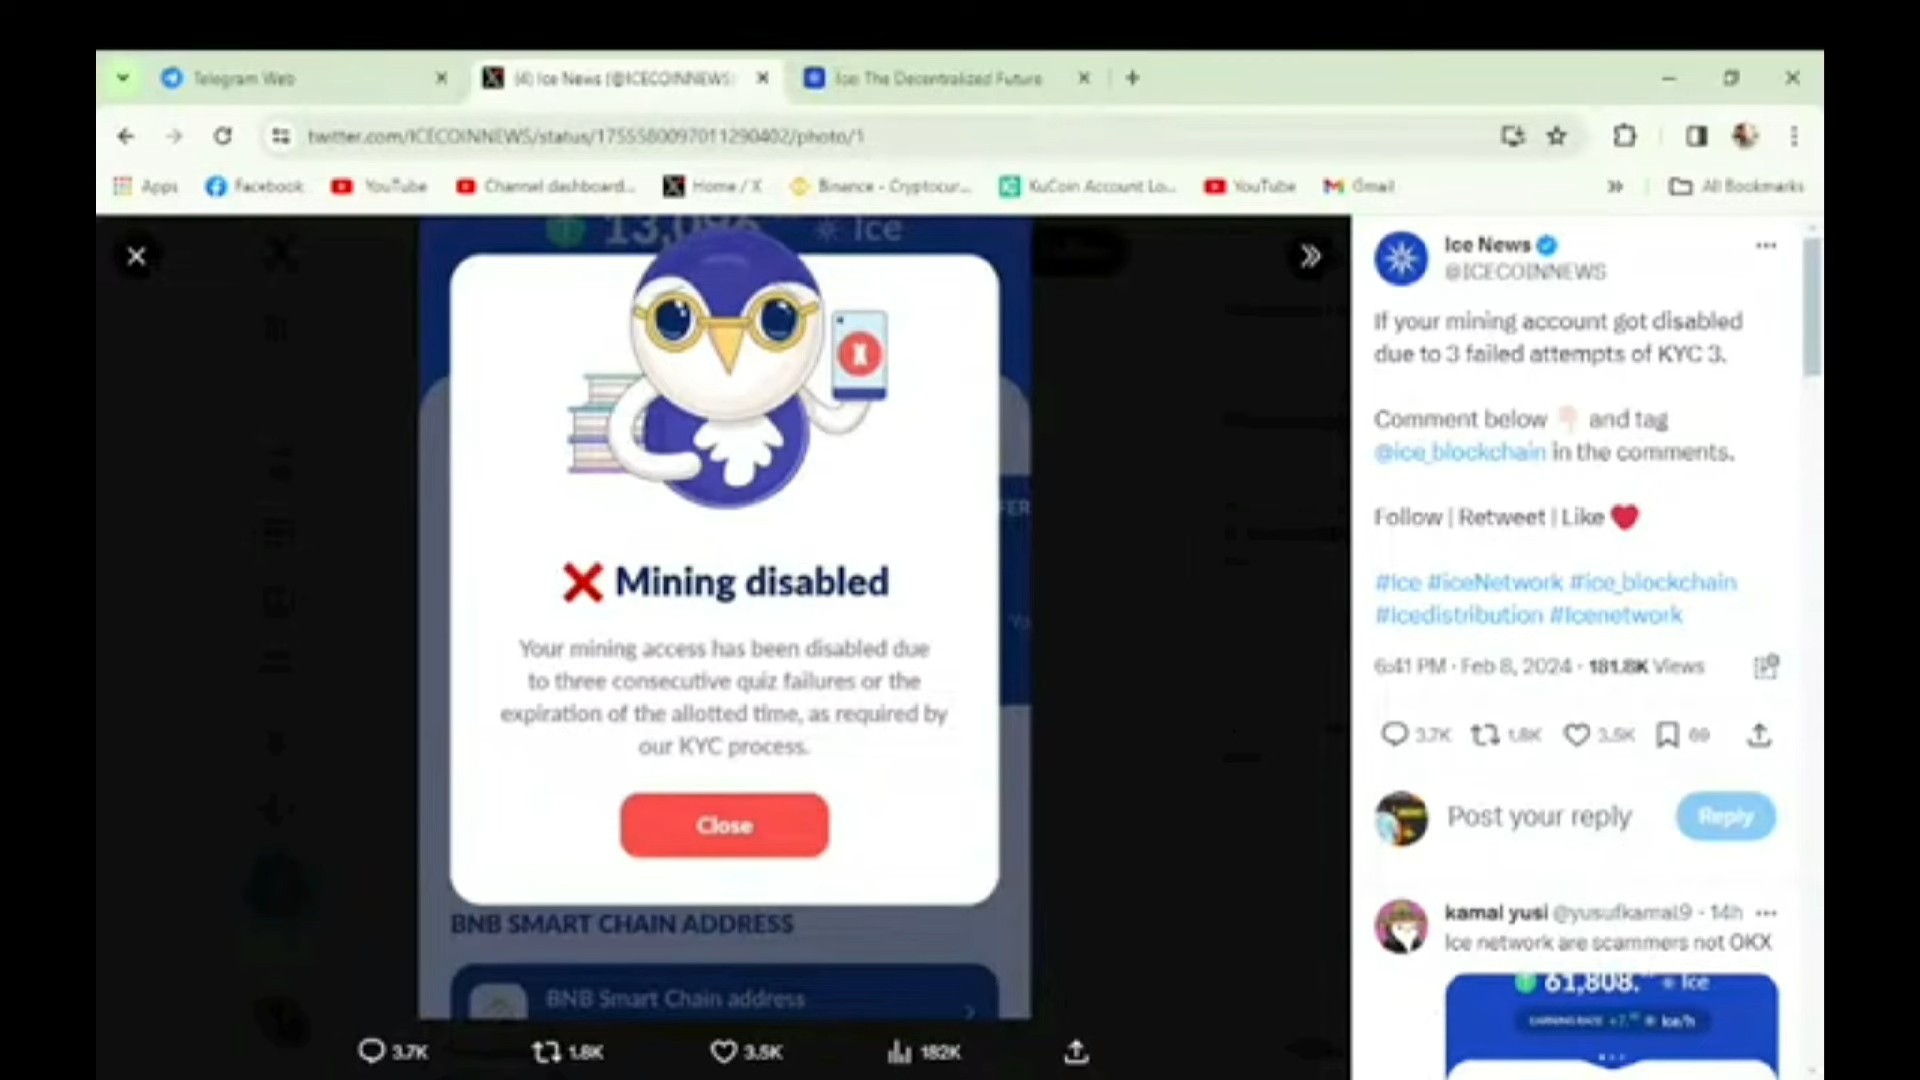 Telegram Web
(4) Ice News (@ICECOINNEWS)
Ice: The Decentralized Future
twitter.com/ICECOINNEWS/status/1755580097011290402/photo/1
Apps
Facebook
YouTube
Channel dashboard...
Home / X
Binance - Cryptocur...
KuCoin Account Lo...
YouTube
Gmail
All Bookmarks
Ice
Mining disabled
Your mining access has been disabled due
to three consecutive quiz failures or the
expiration of the allotted time, as required by
our KYC process.
Close
BNB SMART CHAIN ADDRESS
BNB Smart Chain address
3.7K
1.8K
3.5K
182K
Ice News
@ICECOINNEWS
If your mining account got disabled
due to 3 failed attempts of KYC 3.
Comment below 👇🏻 and tag
@ice_blockchain in the comments.
Follow | Retweet | Like ❤️
#Ice #iceNetwork #ice_blockchain
#Icedistribution #Icenetwork
6:41 PM · Feb 8, 2024 · 181.8K Views
3.7K
1.8K
3.5K
69
Post your reply
Reply
kamal yusi @yusufkamal9 · 14h
Ice network are scammers not OKX
61,808. Ice
EARNING RATE Ice/h